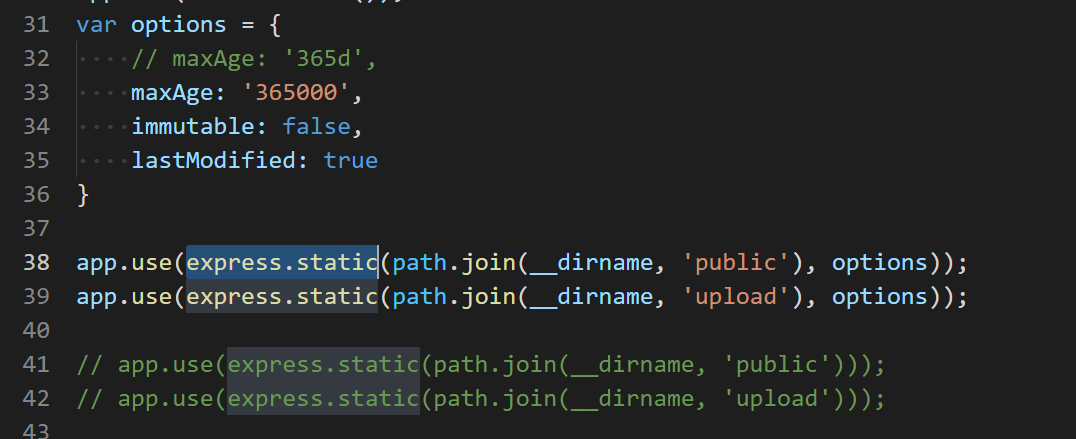 31 var options = {
32 ····// maxAge: '365d',
33 ····maxAge: '365000',
34 ····immutable: false,
35 ····lastModified: true
36 }
37
38 app.use(express.static(path.join(__dirname, 'public'), options));
39 app.use(express.static(path.join(__dirname, 'upload'), options));
40
41 // app.use(express.static(path.join(__dirname, 'public')));
42 // app.use(express.static(path.join(__dirname, 'upload')));
43